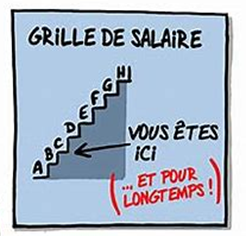 GRILLE DE SALAIRE
A B C D E F G H
VOUS ÊTES
ICI
(... ET POUR
LONGTEMPS !)